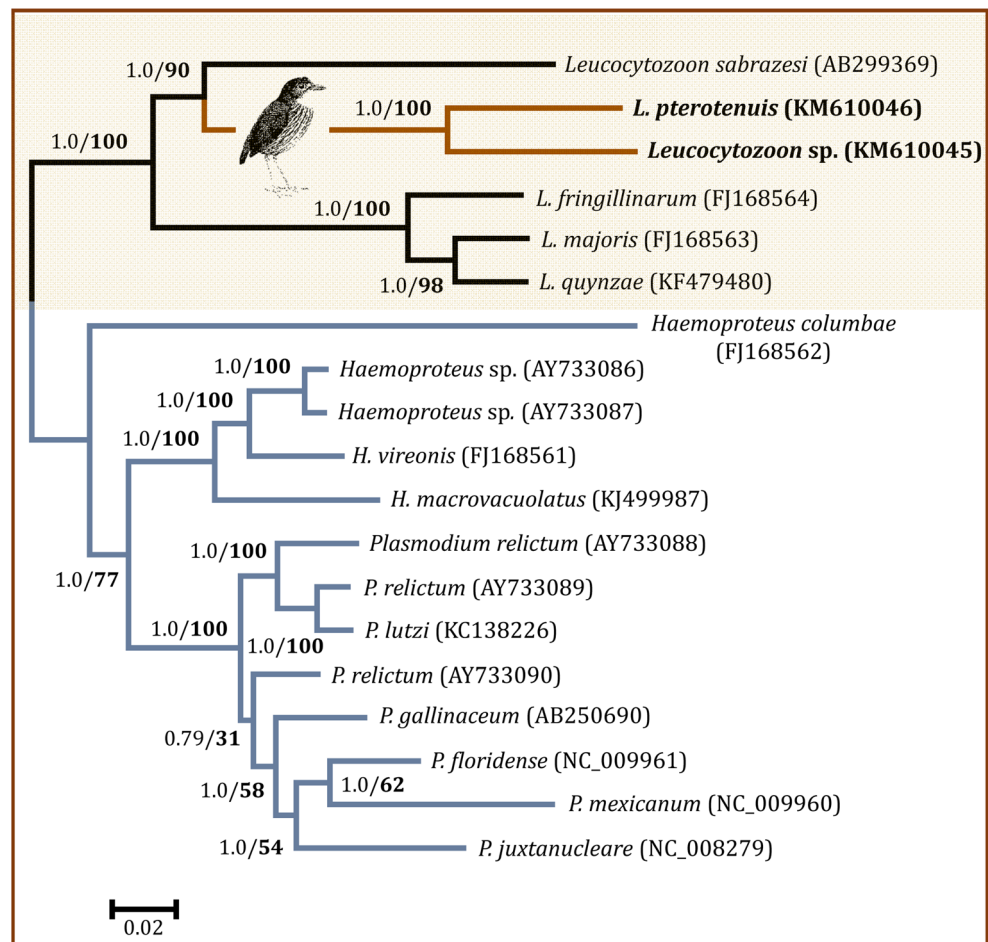 1.0/90
Leucocytozoon sabrazesi (AB299369)
1.0/100
L. pterotenuis (KM610046)
1.0/100
Leucocytozoon sp. (KM610045)
1.0/100
L. fringillinarum (FJ168564)
L. majoris (FJ168563)
1.0/98
L. quynzae (KF479480)
Haemoproteus columbae
(FJ168562)
1.0/100
Haemoproteus sp. (AY733086)
1.0/100
Haemoproteus sp. (AY733087)
1.0/100
H. vireonis (FJ168561)
H. macrovacuolatus (KJ499987)
1.0/100
Plasmodium relictum (AY733088)
1.0/77
P. relictum (AY733089)
1.0/100
P. lutzi (KC138226)
1.0/100
P. relictum (AY733090)
P. gallinaceum (AB250690)
0.79/31
P. floridense (NC_009961)
1.0/58
1.0/62
P. mexicanum (NC_009960)
1.0/54
P. juxtanucleare (NC_008279)
0.02